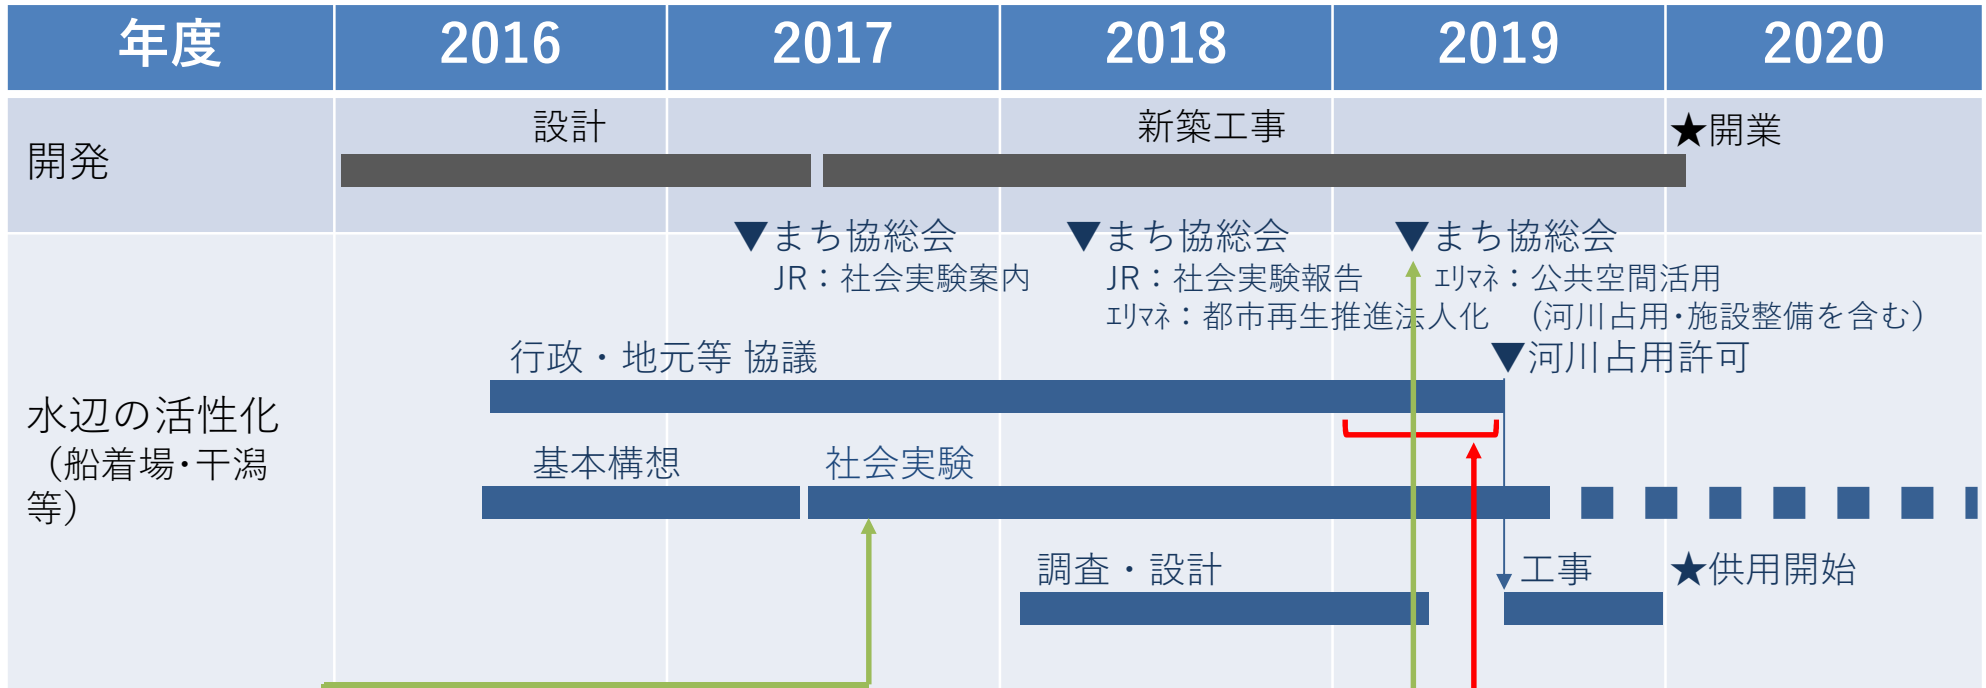 年度 2016 2017 2018 2019 2020
開発
設計
新築工事
★開業
▼まち協総会
JR：社会実験案内
▼まち協総会
JR：社会実験報告
ｴﾘﾏﾈ：都市再生推進法人化
▼まち協総会
ｴﾘﾏﾈ：公共空間活用
（河川占用･施設整備を含む）
水辺の活性化
（船着場･干潟
等）
行政・地元等 協議
▼河川占用許可
基本構想
社会実験
調査・設計
工事
★供用開始